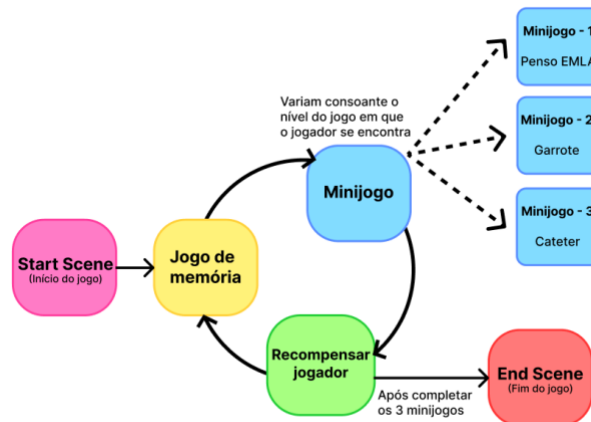 Minijogo - 1
Penso EMLA
Variam consoante o
nível do jogo em que
o jogador se encontra
Minijogo - 2
Garrote
Minijogo
Minijogo - 3
Cateter
Start Scene
(Início do jogo)
Jogo de
memória
Recompensar
jogador
End Scene
(Fim do jogo)
Após completar
os 3 minijogos